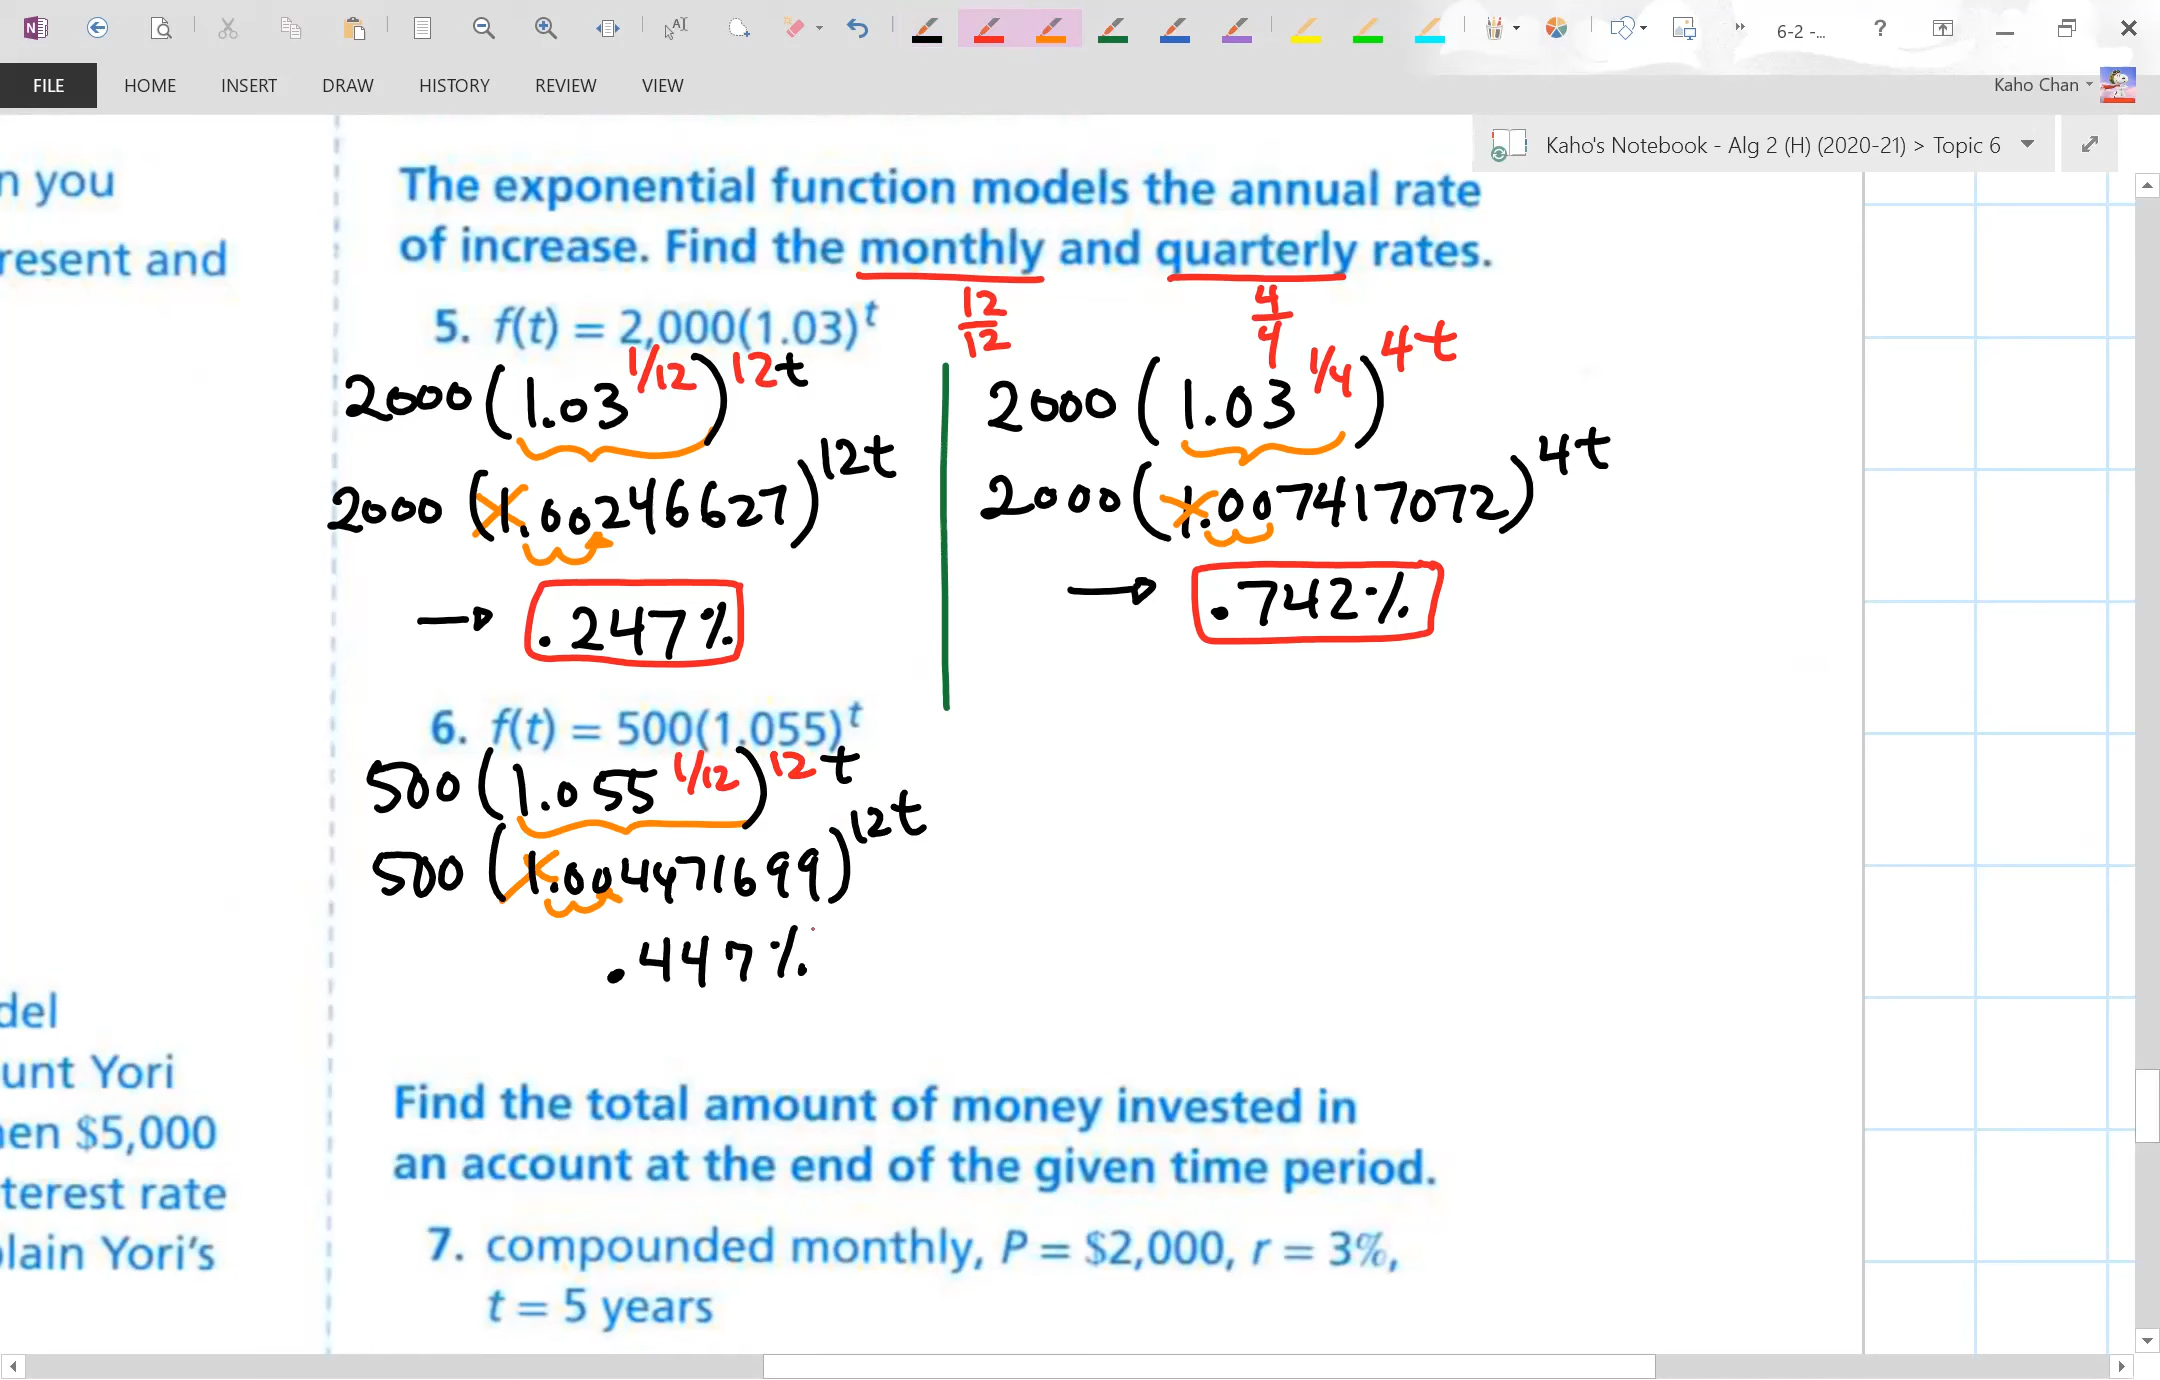 6-2 -...
FILE HOME INSERT DRAW HISTORY REVIEW VIEW
Kaho Chan
Kaho's Notebook - Alg 2 (H) (2020-21) > Topic 6
n you
resent and
The exponential function models the annual rate
of increase. Find the monthly and quarterly rates.
12/12
4/4
5. f(t) = 2,000(1.03)^t
2000 (1.03^1/12)^12t
2000 (1.00246627)^12t
→ .247%
2000 (1.03^1/4)^4t
2000 (1.007417072)^4t
→ .742%
6. f(t) = 500(1.055)^t
500 (1.055^1/12)^12t
500 (1.004471699)^12t
.447%
del
unt Yori
en $5,000
terest rate
lain Yori's
Find the total amount of money invested in
an account at the end of the given time period.
7. compounded monthly, P = $2,000, r = 3%,
t = 5 years